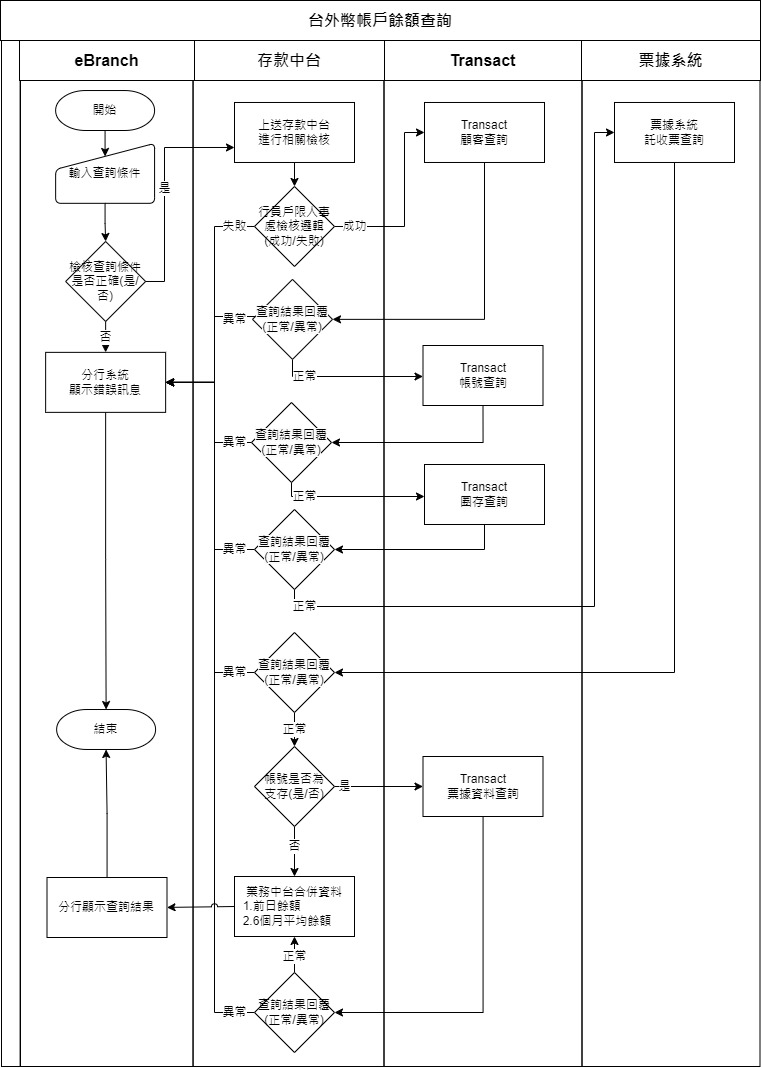 台外幣帳戶餘額查詢
eBranch
存款中台
Transact
票據系統
開始
輸入查詢條件
是
檢核查詢條件
是否正確(是/
否)
否
分行系統
顯示錯誤訊息
結束
分行顯示查詢結果
上送存款中台
進行相關檢核
行員戶限人事
處檢核邏輯
(成功/失敗)
失敗
成功
Transact
顧客查詢
票據系統
託收票查詢
查詢結果回覆
(正常/異常)
異常
正常
Transact
帳號查詢
查詢結果回覆
(正常/異常)
異常
正常
Transact
圈存查詢
查詢結果回覆
(正常/異常)
異常
正常
查詢結果回覆
(正常/異常)
異常
正常
帳號是否為
支存(是/否)
是
Transact
票據資料查詢
否
業務中台合併資料
1.前日餘額
2.6個月平均餘額
正常
查詢結果回覆
(正常/異常)
異常